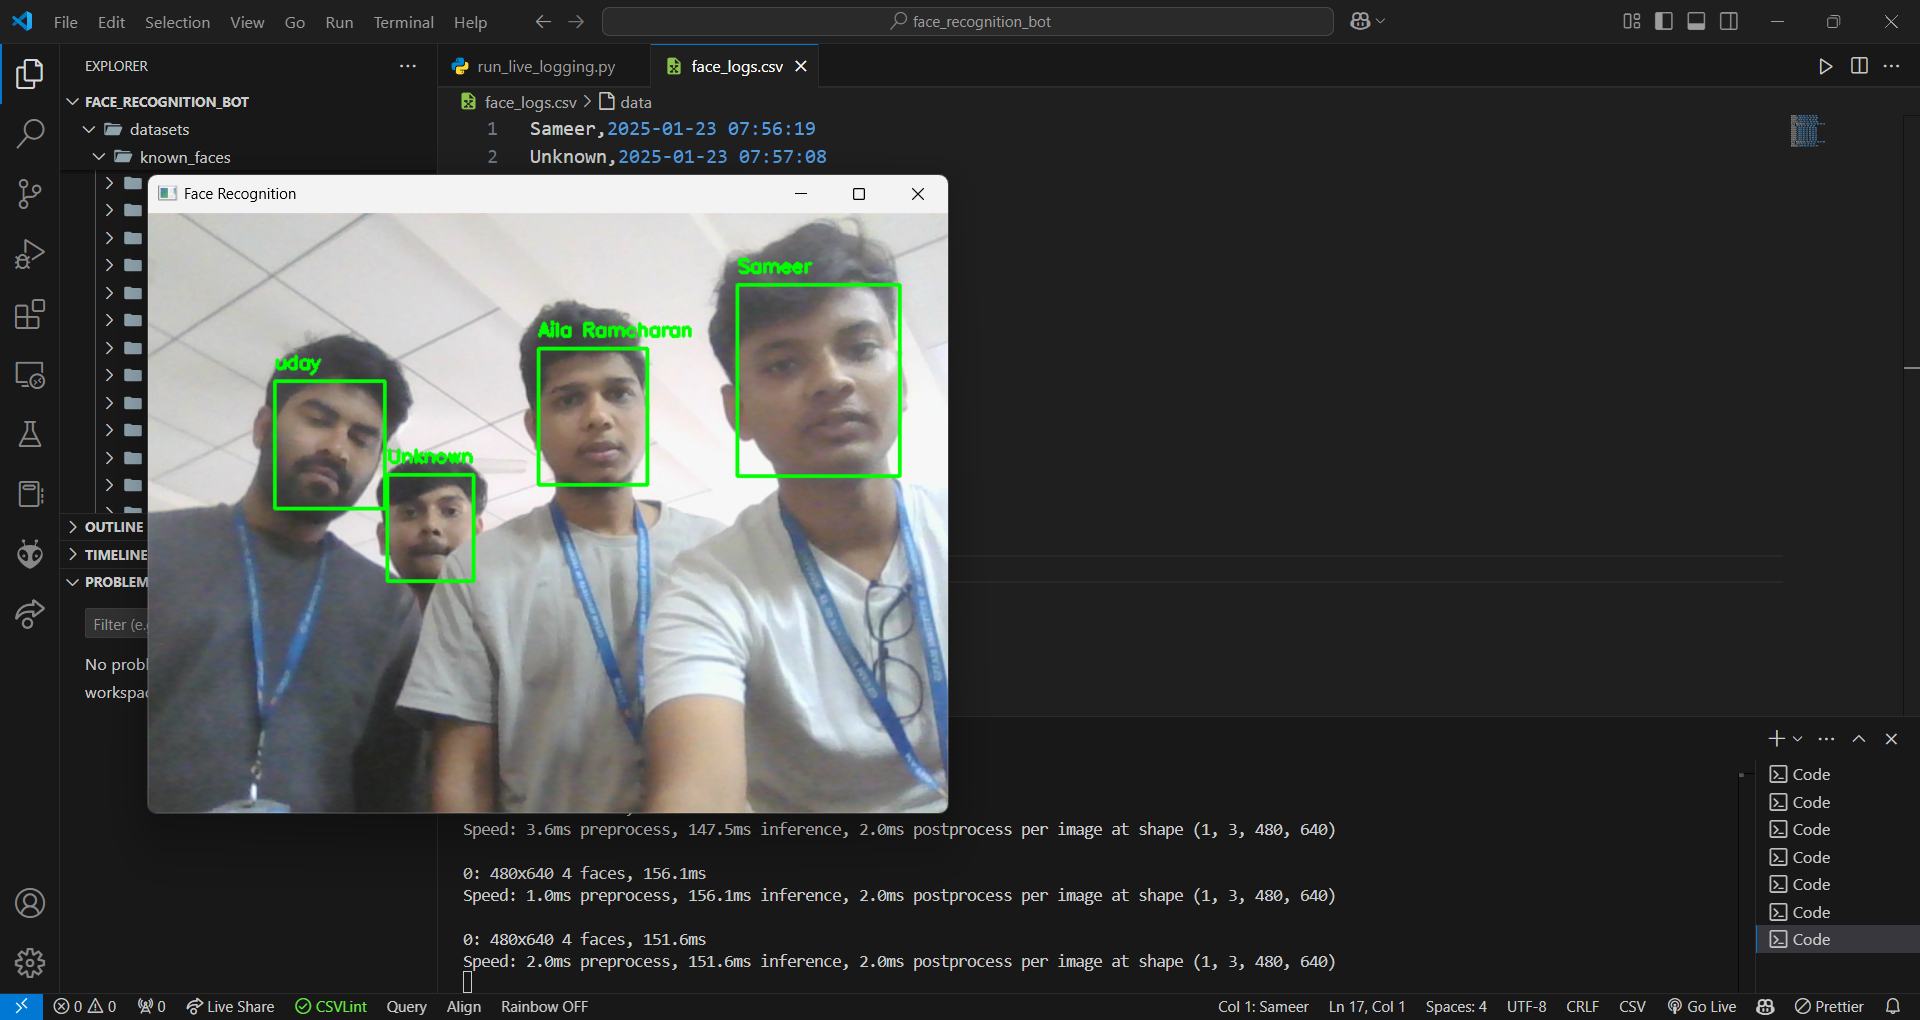 File Edit Selection View Go Run Terminal Help
face_recognition_bot
EXPLORER
run_live_logging.py
face_logs.csv
FACE_RECOGNITION_BOT
datasets
known_faces
face_logs.csv > data
1 Sameer,2025-01-23 07:56:19
2 Unknown,2025-01-23 07:57:08
Face Recognition
Sameer
Aila Ramcharan
uday
Unknown
OUTLINE
TIMELINE
PROBLEM
Filter (e.
No prob
workspa
Code
Code
Code
Code
Code
Code
Code
Speed: 3.6ms preprocess, 147.5ms inference, 2.0ms postprocess per image at shape (1, 3, 480, 640)
0: 480x640 4 faces, 156.1ms
Speed: 1.0ms preprocess, 156.1ms inference, 2.0ms postprocess per image at shape (1, 3, 480, 640)
0: 480x640 4 faces, 151.6ms
Speed: 2.0ms preprocess, 151.6ms inference, 2.0ms postprocess per image at shape (1, 3, 480, 640)
0 0 0 Live Share CSVLint Query Align Rainbow OFF Col 1: Sameer Ln 17, Col 1 Spaces: 4 UTF-8 CRLF CSV Go Live Prettier